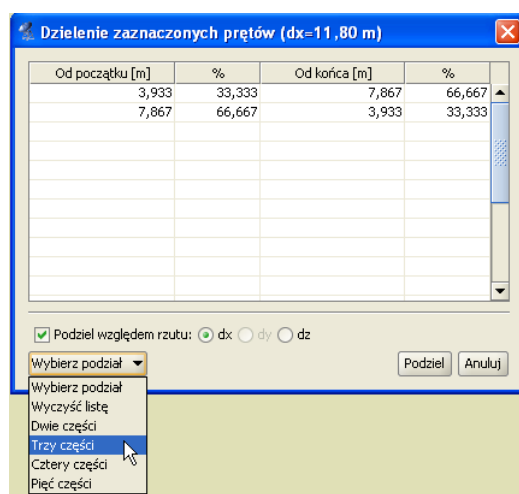 Dzielenie zaznaczonych prętów (dx=11,80 m)
Od początku [m] % Od końca [m] %
3,933 33,333 7,867 66,667
7,867 66,667 3,933 33,333
Podziel względem rzutu: dx dy dz
Wybierz podział Podziel Anuluj
Wybierz podział
Wyczyść listę
Dwie części
Trzy części
Cztery części
Pięć części